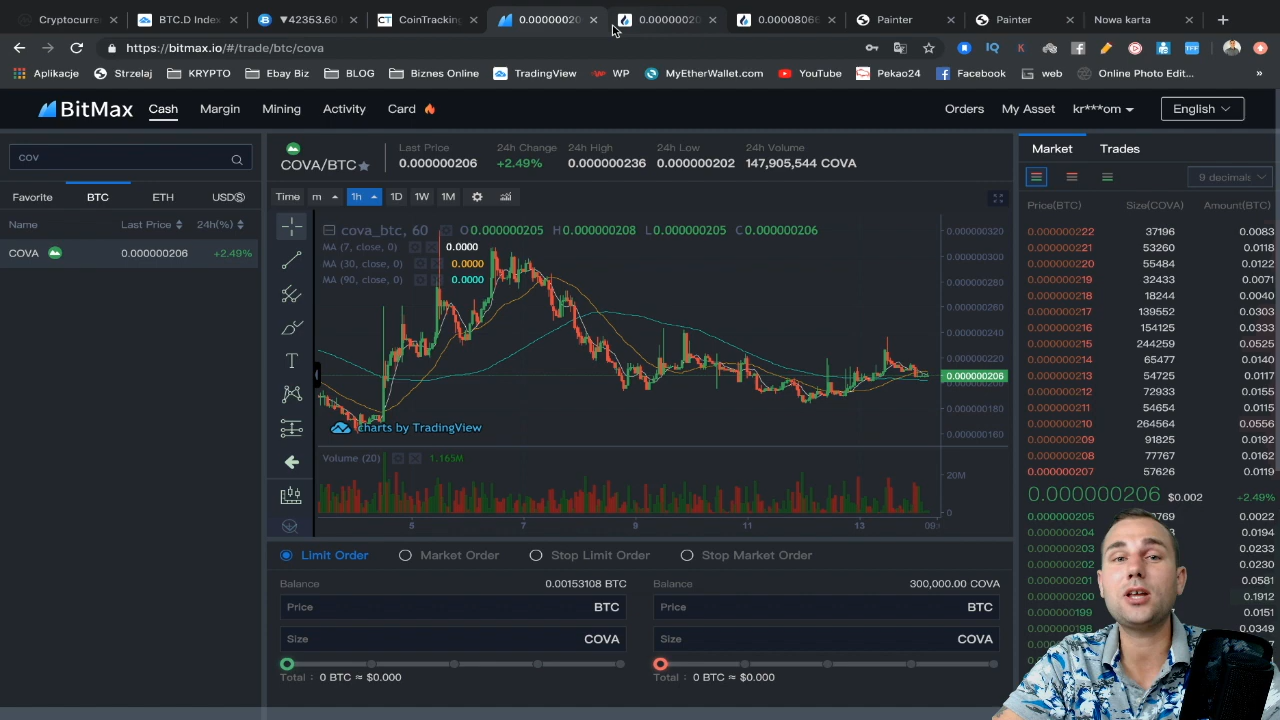 Cryptocurren
BTC.D Index
▼42363.60
CoinTracking
0.0000000020
0.0000000020
0.00008066
Painter
Painter
Nowa karta
https://bitmax.io/#/trade/btc/cova
Aplikacje
Strzelaj
KRYPTO
Ebay Biz
BLOG
Biznes Online
TradingView
WP
MyEtherWallet.com
YouTube
Pekao24
Facebook
web
Online Photo Edit...
»
BitMax
Cash
Margin
Mining
Activity
Card
Orders
My Asset
kr***om
English
cov
Favorite
BTC
ETH
USDⓈ
Name
Last Price
24h(%)
COVA
0.000000206
+2.49%
COVA/BTC
Last Price
0.000000206
24h Change
+2.49%
24h High
0.000000236
24h Low
0.000000202
24h Volume
147,905,544 COVA
Time
m
1h
1D
1W
1M
cova_btc, 60
O 0.000000205 H 0.000000208 L 0.000000205 C 0.000000206
MA (7, close, 0) 0.0000
MA (30, close, 0) 0.0000
MA (90, close, 0) 0.0000
0.000000320
0.000000300
0.000000280
0.000000260
0.000000240
0.000000220
0.000000206
0.000000200
0.000000180
0.000000160
charts by TradingView
Volume (20) 1.165M
20M
0
5
7
9
11
13
Limit Order
Market Order
Stop Limit Order
Stop Market Order
Balance
0.00153108 BTC
Price
BTC
Size
COVA
Total : 0 BTC ≈ $0.000
Balance
300,000.00 COVA
Price
BTC
Size
COVA
Total : 0 BTC ≈ $0.000
Market
Trades
9 decimals
Price(BTC) Size(COVA) Amount(BTC)
0.000000222 37196 0.0083
0.000000221 53260 0.0118
0.000000220 55484 0.0122
0.000000219 32433 0.0071
0.000000218 18244 0.0040
0.000000217 139552 0.0303
0.000000216 154125 0.0333
0.000000215 244259 0.0525
0.000000214 65477 0.0140
0.000000213 54725 0.0117
0.000000212 72933 0.0155
0.000000211 54654 0.0115
0.000000210 264564 0.0556
0.000000209 91825 0.0192
0.000000208 77767 0.0162
0.000000207 57626 0.0119
0.000000206 $0.002 +2.49%
0.000000205 0.0022
0.000000204 0.0244
0.000000203 0.0233
0.000000202 0.0230
0.000000201 0.0581
0.000000200 0.1912
0.000000199 0.0151
0.000000198 0.0349